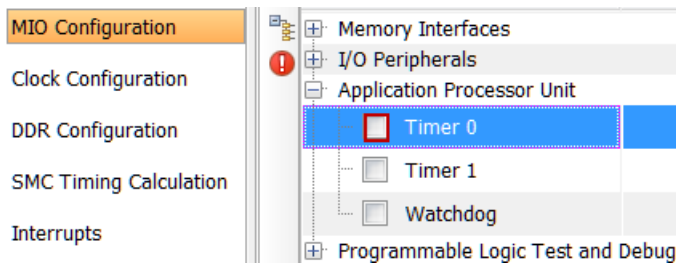 MIO Configuration
Clock Configuration
DDR Configuration
SMC Timing Calculation
Interrupts
Memory Interfaces
I/O Peripherals
Application Processor Unit
Timer 0
Timer 1
Watchdog
Programmable Logic Test and Debug